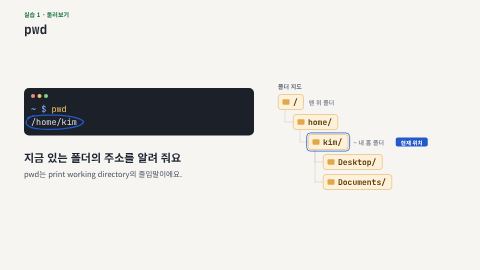 실습 1 · 둘러보기
pwd
~ $ pwd
/home/kim
지금 있는 폴더의 주소를 알려 줘요
pwd는 print working directory의 줄임말이에요.
폴더 지도
/ 맨 위 폴더
home/
kim/ ~ 내 홈 폴더 현재 위치
Desktop/
Documents/